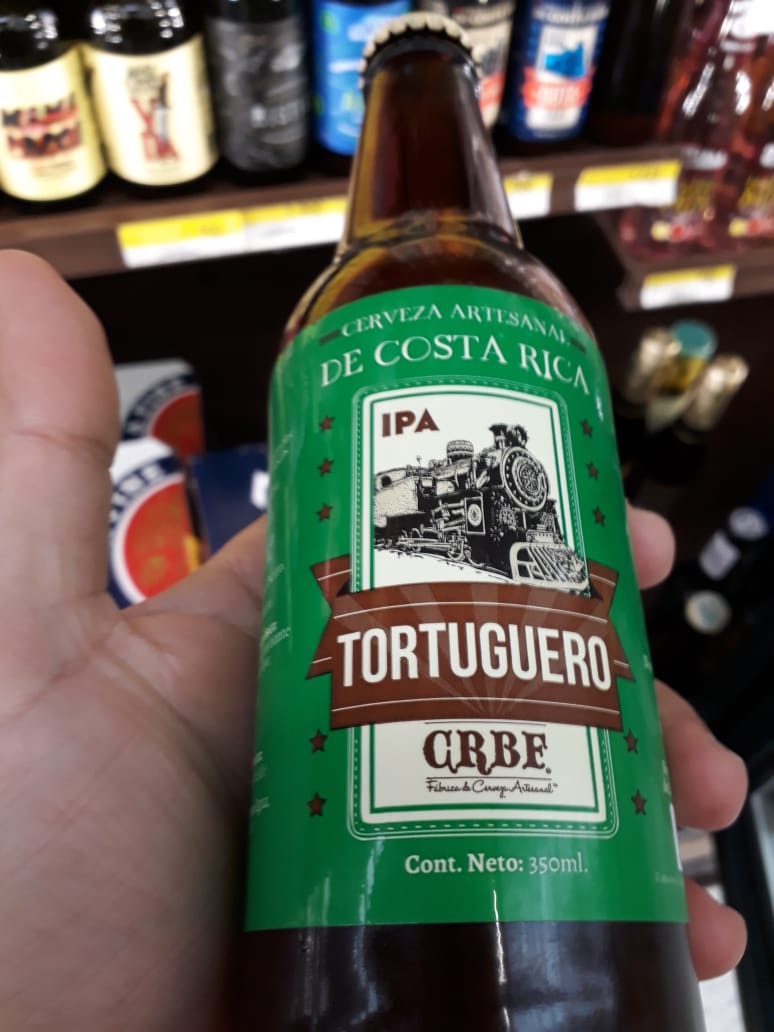 CERVEZA ARTESANAL
DE COSTA RICA
IPA
TORTUGUERO
CRBF
Fábrica de Cerveza Artesanal
Cont. Neto: 350ml.